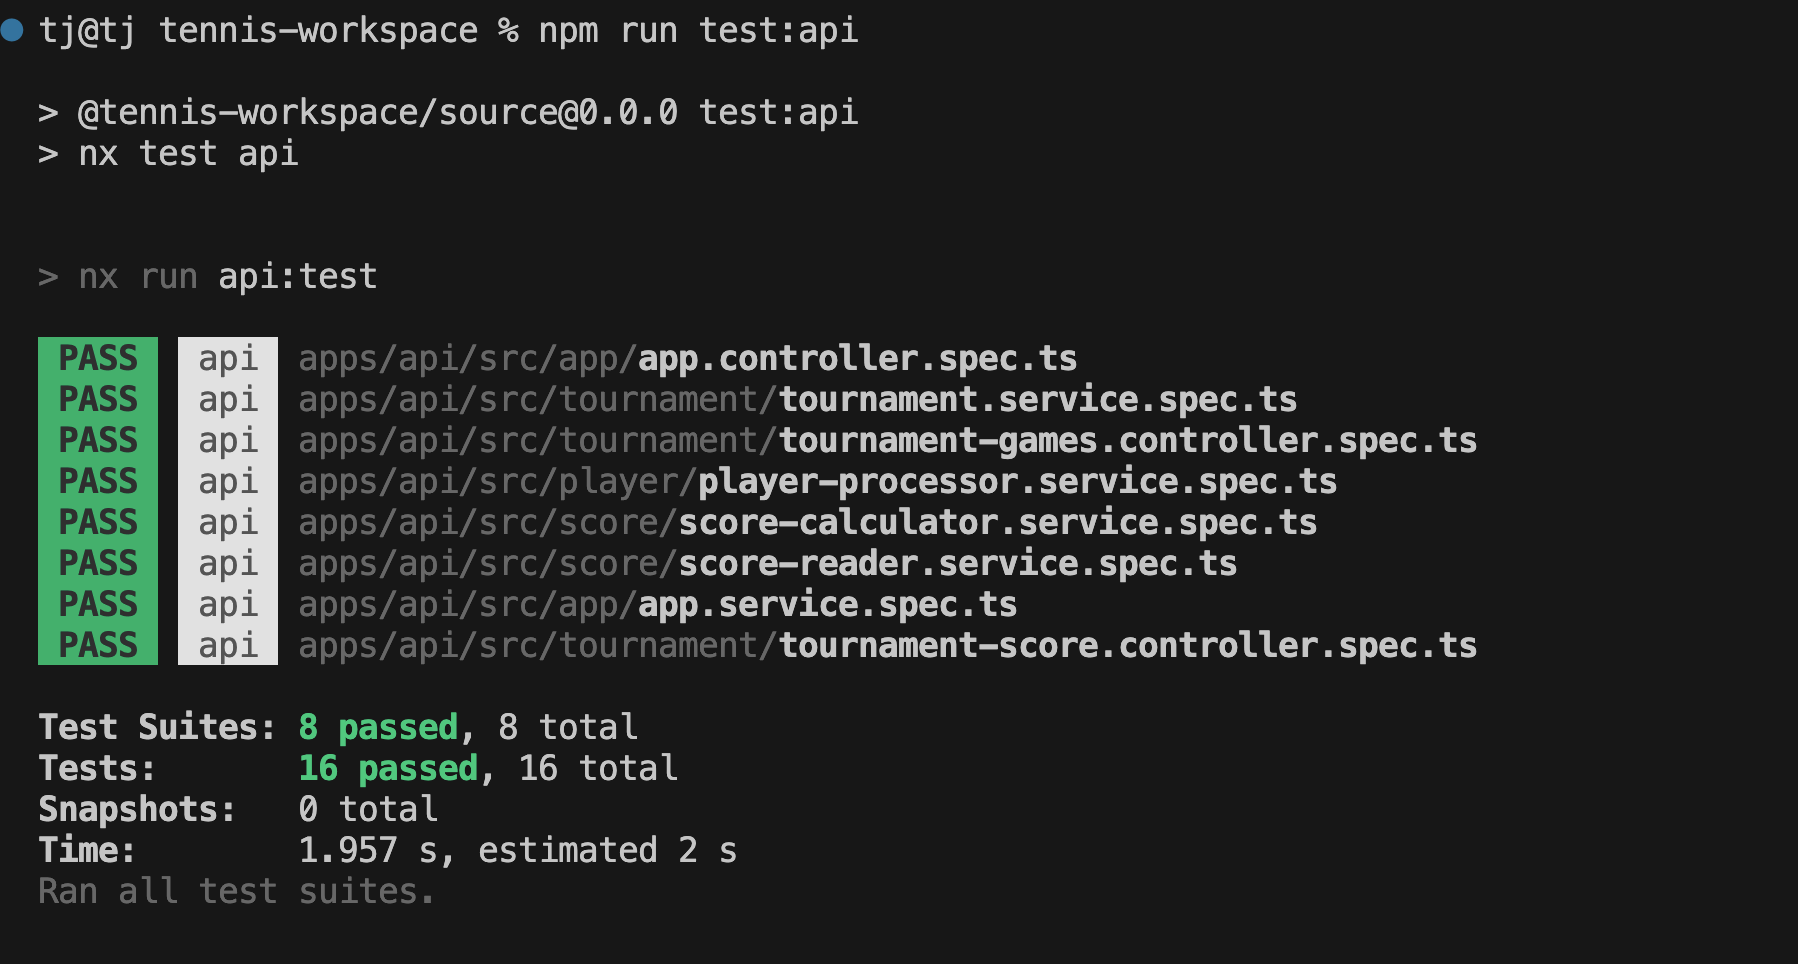 tj@tj tennis-workspace % npm run test:api
> @tennis-workspace/source@0.0.0 test:api
> nx test api
> nx run api:test
PASS api apps/api/src/app/app.controller.spec.ts
PASS api apps/api/src/tournament/tournament.service.spec.ts
PASS api apps/api/src/tournament/tournament-games.controller.spec.ts
PASS api apps/api/src/player/player-processor.service.spec.ts
PASS api apps/api/src/score/score-calculator.service.spec.ts
PASS api apps/api/src/score/score-reader.service.spec.ts
PASS api apps/api/src/app/app.service.spec.ts
PASS api apps/api/src/tournament/tournament-score.controller.spec.ts
Test Suites: 8 passed, 8 total
Tests: 16 passed, 16 total
Snapshots: 0 total
Time: 1.957 s, estimated 2 s
Ran all test suites.